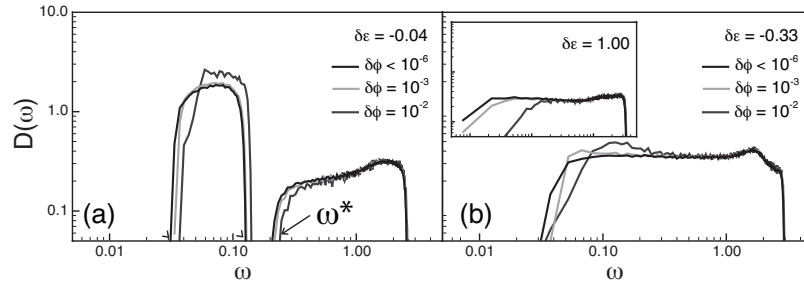 10.0
1.0
0.1
D(ω)
δε = -0.04
δϕ < 10⁻⁶
δϕ = 10⁻³
δϕ = 10⁻²
(a)
ω*
0.01 0.10 1.00
ω
δε = 1.00
δε = -0.33
δϕ < 10⁻⁶
δϕ = 10⁻³
δϕ = 10⁻²
(b)
0.01 0.10 1.00
ω